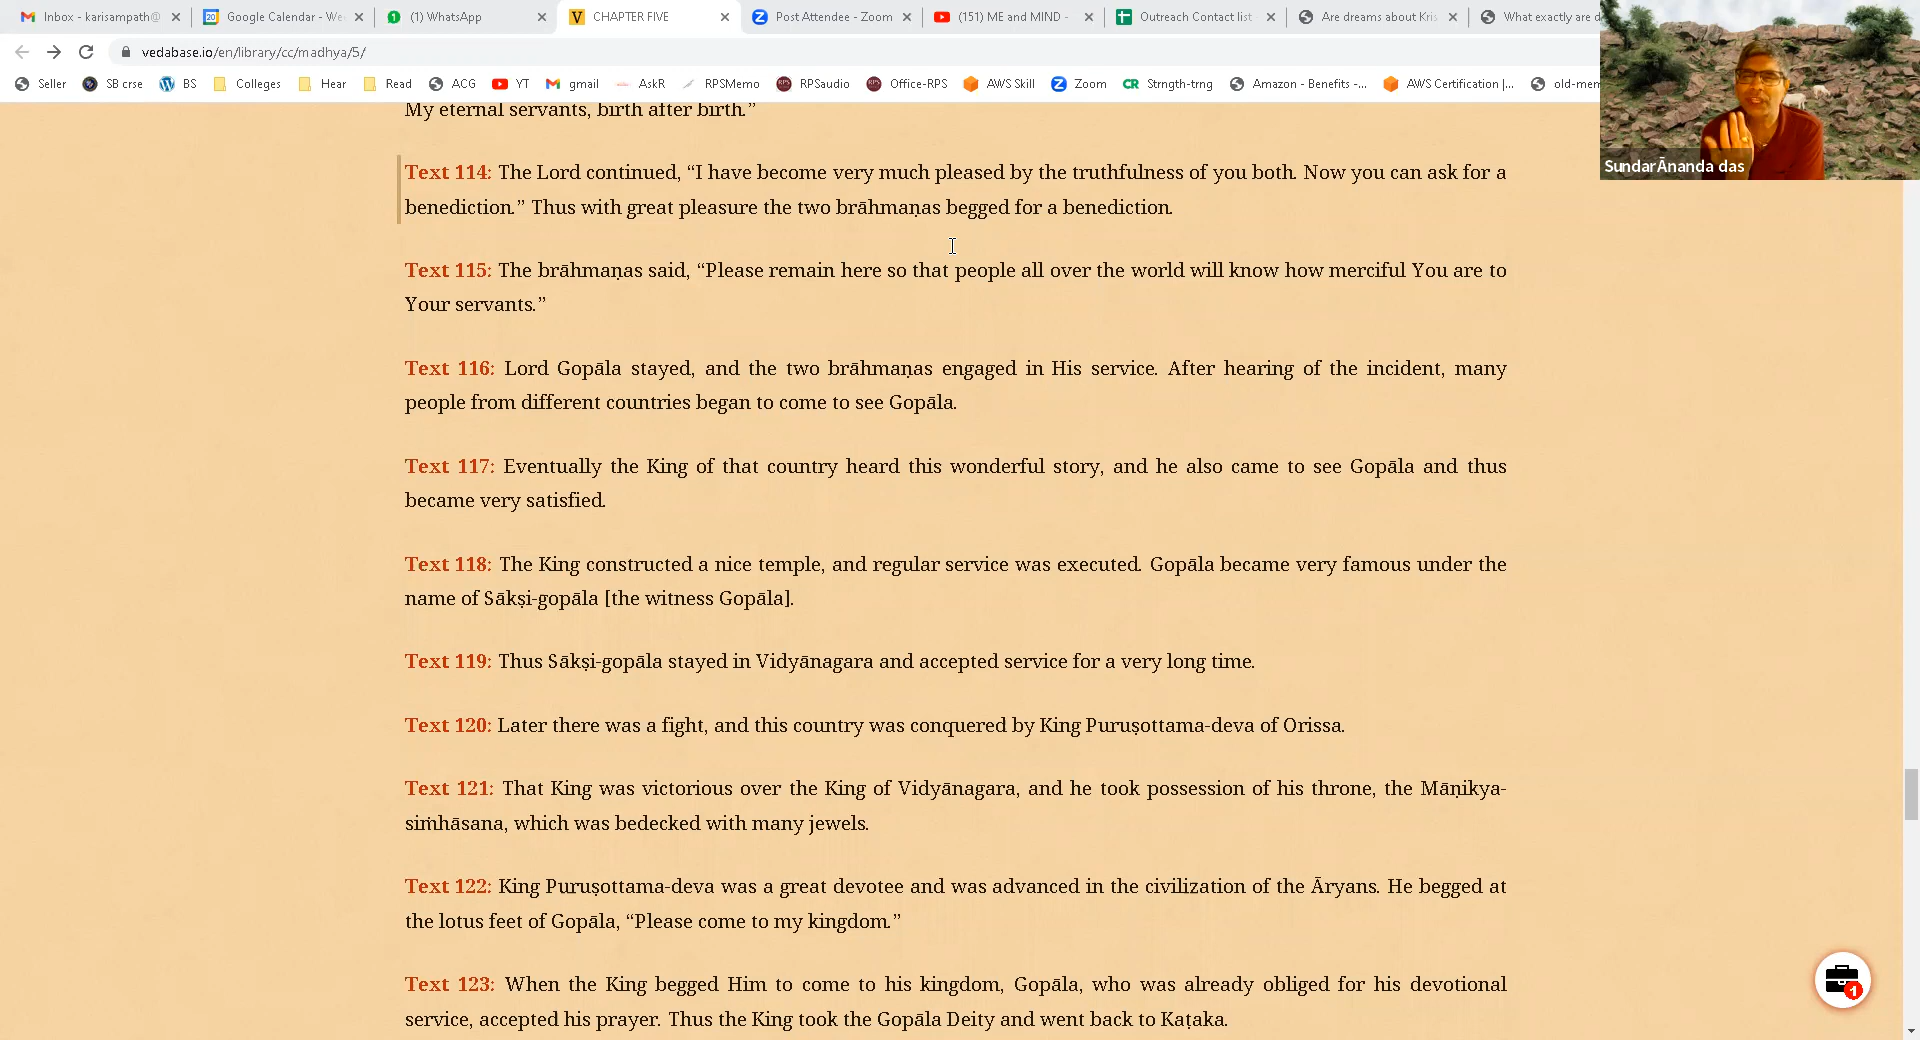 Inbox - karisampath@
Google Calendar - We
(1) WhatsApp
CHAPTER FIVE
Post Attendee - Zoom
(151) ME and MIND -
Outreach Contact list
Are dreams about Kris
What exactly are d
vedabase.io/en/library/cc/madhya/5/
Seller
SB crse
BS
Colleges
Hear
Read
ACG
YT
gmail
AskR
RPSMemo
RPSaudio
Office-RPS
AWS Skill
Zoom
Strngth-trng
Amazon - Benefits -...
AWS Certification |...
old-mem
SundarĀnanda das
My eternal servants, birth after birth.”
Text 114: The Lord continued, “I have become very much pleased by the truthfulness of you both. Now you can ask for a
benediction.” Thus with great pleasure the two brāhmaṇas begged for a benediction.
Text 115: The brāhmaṇas said, “Please remain here so that people all over the world will know how merciful You are to
Your servants.”
Text 116: Lord Gopāla stayed, and the two brāhmaṇas engaged in His service. After hearing of the incident, many
people from different countries began to come to see Gopāla.
Text 117: Eventually the King of that country heard this wonderful story, and he also came to see Gopāla and thus
became very satisfied.
Text 118: The King constructed a nice temple, and regular service was executed. Gopāla became very famous under the
name of Sākṣi-gopāla [the witness Gopāla].
Text 119: Thus Sākṣi-gopāla stayed in Vidyānagara and accepted service for a very long time.
Text 120: Later there was a fight, and this country was conquered by King Puruṣottama-deva of Orissa.
Text 121: That King was victorious over the King of Vidyānagara, and he took possession of his throne, the Māṇikya-
siṁhāsana, which was bedecked with many jewels.
Text 122: King Puruṣottama-deva was a great devotee and was advanced in the civilization of the Āryans. He begged at
the lotus feet of Gopāla, “Please come to my kingdom.”
Text 123: When the King begged Him to come to his kingdom, Gopāla, who was already obliged for his devotional
service, accepted his prayer. Thus the King took the Gopāla Deity and went back to Kaṭaka.
1